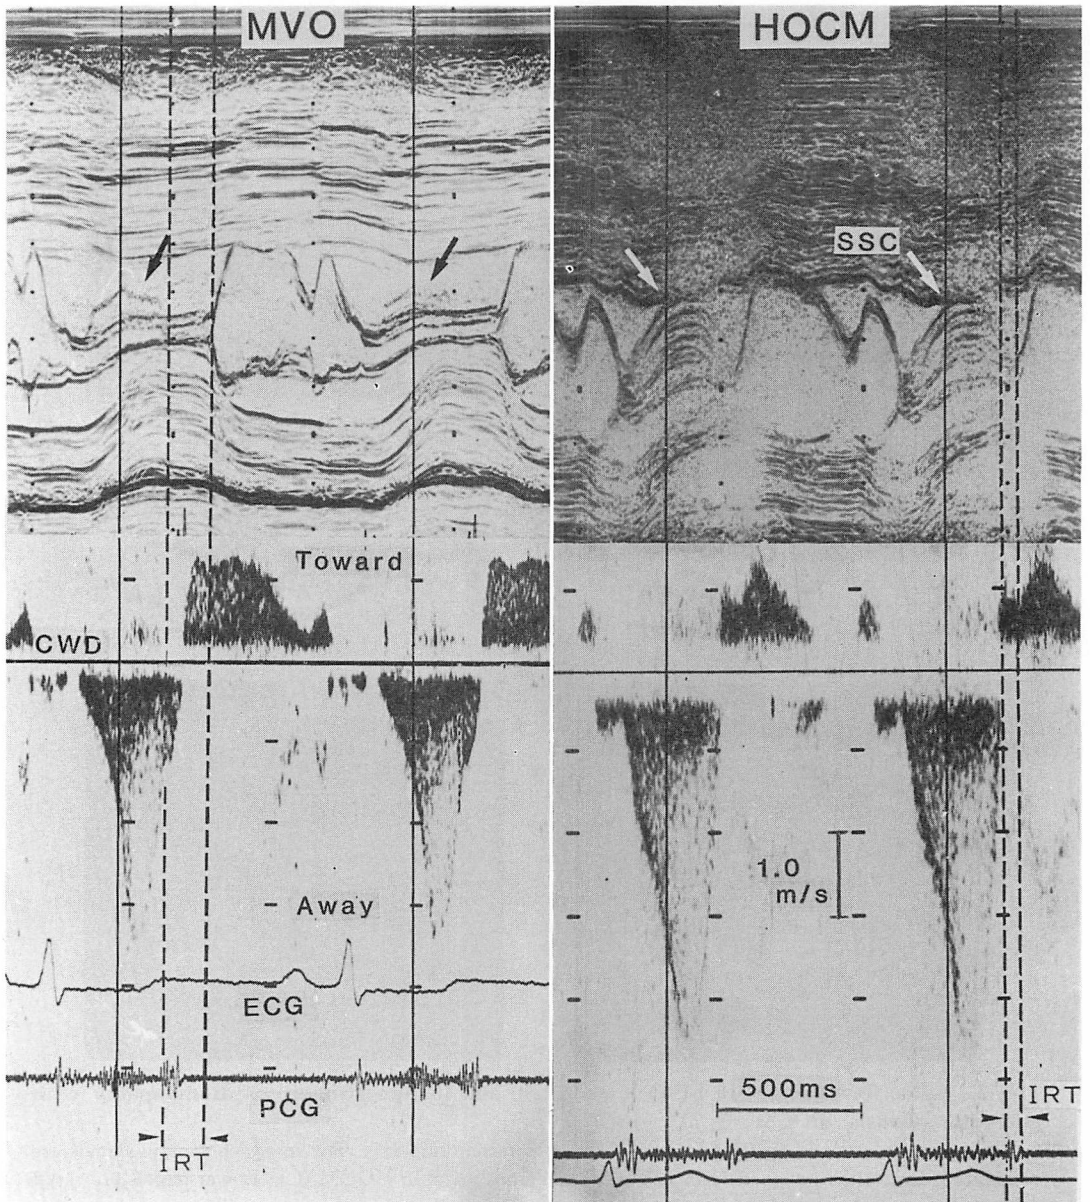 MVO
HOCM
SSC
Toward
CWD
Away
1.0
m/s
ECG
PCG
500ms
IRT
IRT